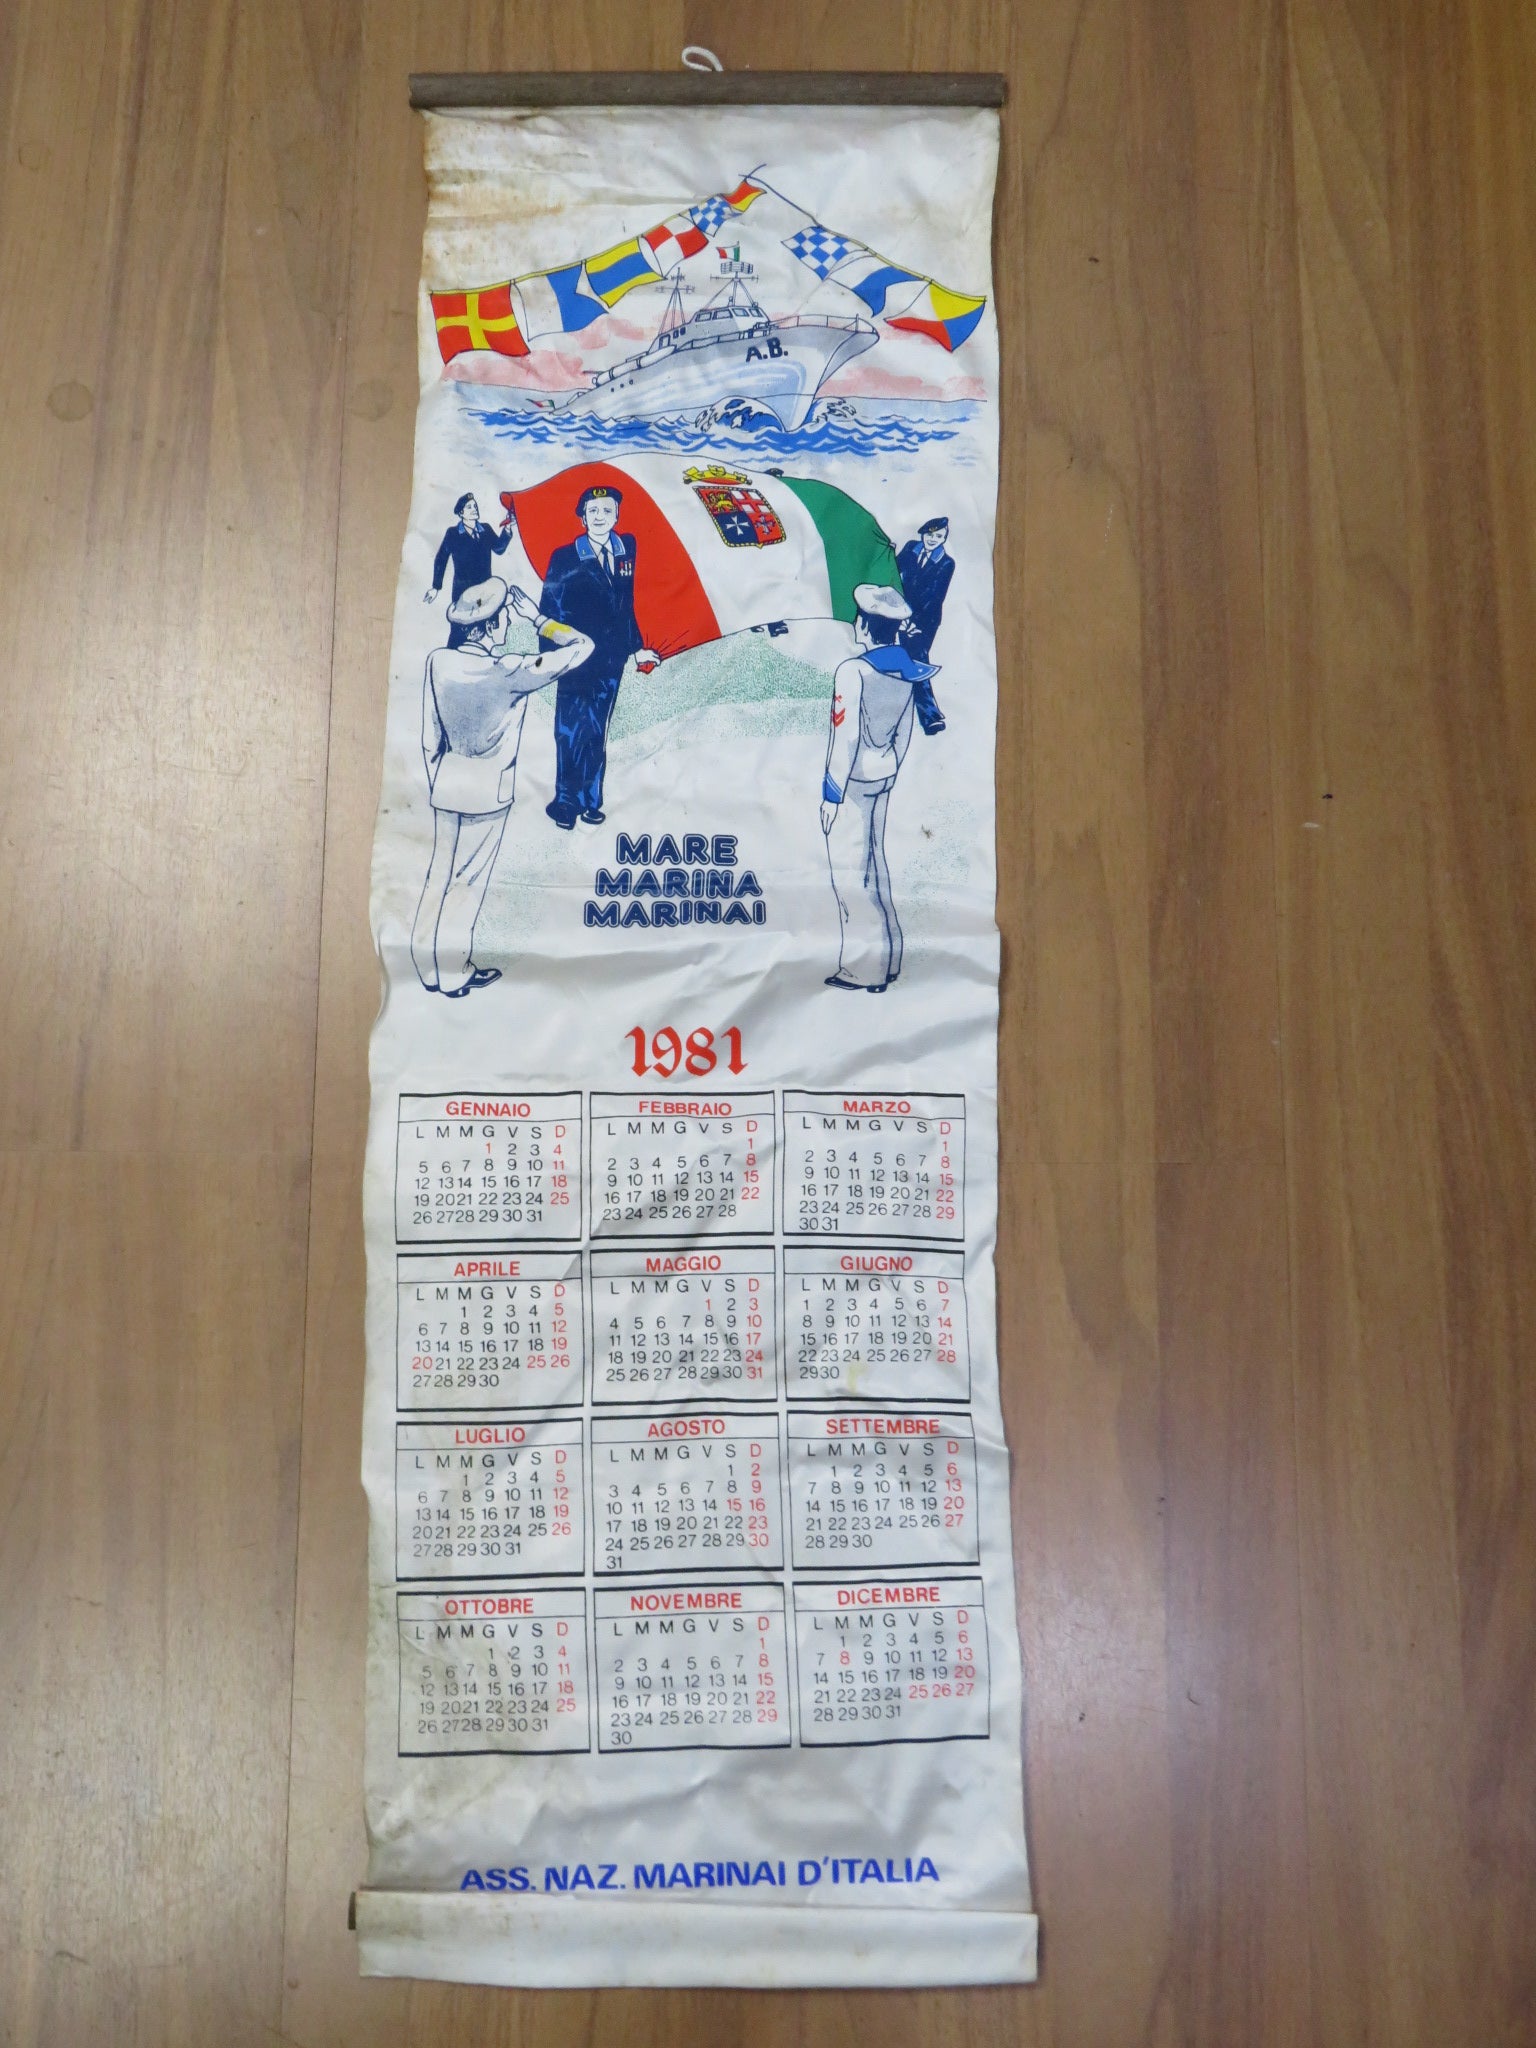 A.B.
MARE
MARINA
MARINAI
1981
GENNAIO
L M M G V S D
1 2 3 4
5 6 7 8 9 10 11
12 13 14 15 16 17 18
19 20 21 22 23 24 25
26 27 28 29 30 31
FEBBRAIO
L M M G V S D
1
2 3 4 5 6 7 8
9 10 11 12 13 14 15
16 17 18 19 20 21 22
23 24 25 26 27 28
MARZO
L M M G V S D
1
2 3 4 5 6 7 8
9 10 11 12 13 14 15
16 17 18 19 20 21 22
23 24 25 26 27 28 29
30 31
APRILE
L M M G V S D
1 2 3 4 5
6 7 8 9 10 11 12
13 14 15 16 17 18 19
20 21 22 23 24 25 26
27 28 29 30
MAGGIO
L M M G V S D
1 2 3
4 5 6 7 8 9 10
11 12 13 14 15 16 17
18 19 20 21 22 23 24
25 26 27 28 29 30 31
GIUGNO
L M M G V S D
1 2 3 4 5 6 7
8 9 10 11 12 13 14
15 16 17 18 19 20 21
22 23 24 25 26 27 28
29 30
LUGLIO
L M M G V S D
1 2 3 4 5
6 7 8 9 10 11 12
13 14 15 16 17 18 19
20 21 22 23 24 25 26
27 28 29 30 31
AGOSTO
L M M G V S D
1 2
3 4 5 6 7 8 9
10 11 12 13 14 15 16
17 18 19 20 21 22 23
24 25 26 27 28 29 30
31
SETTEMBRE
L M M G V S D
1 2 3 4 5 6
7 8 9 10 11 12 13
14 15 16 17 18 19 20
21 22 23 24 25 26 27
28 29 30
OTTOBRE
L M M G V S D
1 2 3 4
5 6 7 8 9 10 11
12 13 14 15 16 17 18
19 20 21 22 23 24 25
26 27 28 29 30 31
NOVEMBRE
L M M G V S D
1
2 3 4 5 6 7 8
9 10 11 12 13 14 15
16 17 18 19 20 21 22
23 24 25 26 27 28 29
30
DICEMBRE
L M M G V S D
1 2 3 4 5 6
7 8 9 10 11 12 13
14 15 16 17 18 19 20
21 22 23 24 25 26 27
28 29 30 31
ASS. NAZ. MARINAI D'ITALIA